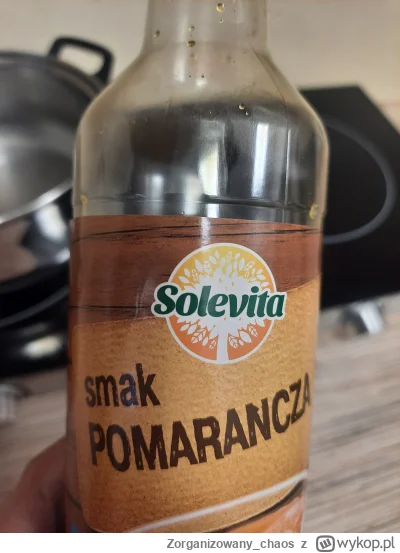 Solevita
smak
POMARAŃCZA
Zorganizowany_chaos z wykop.pl